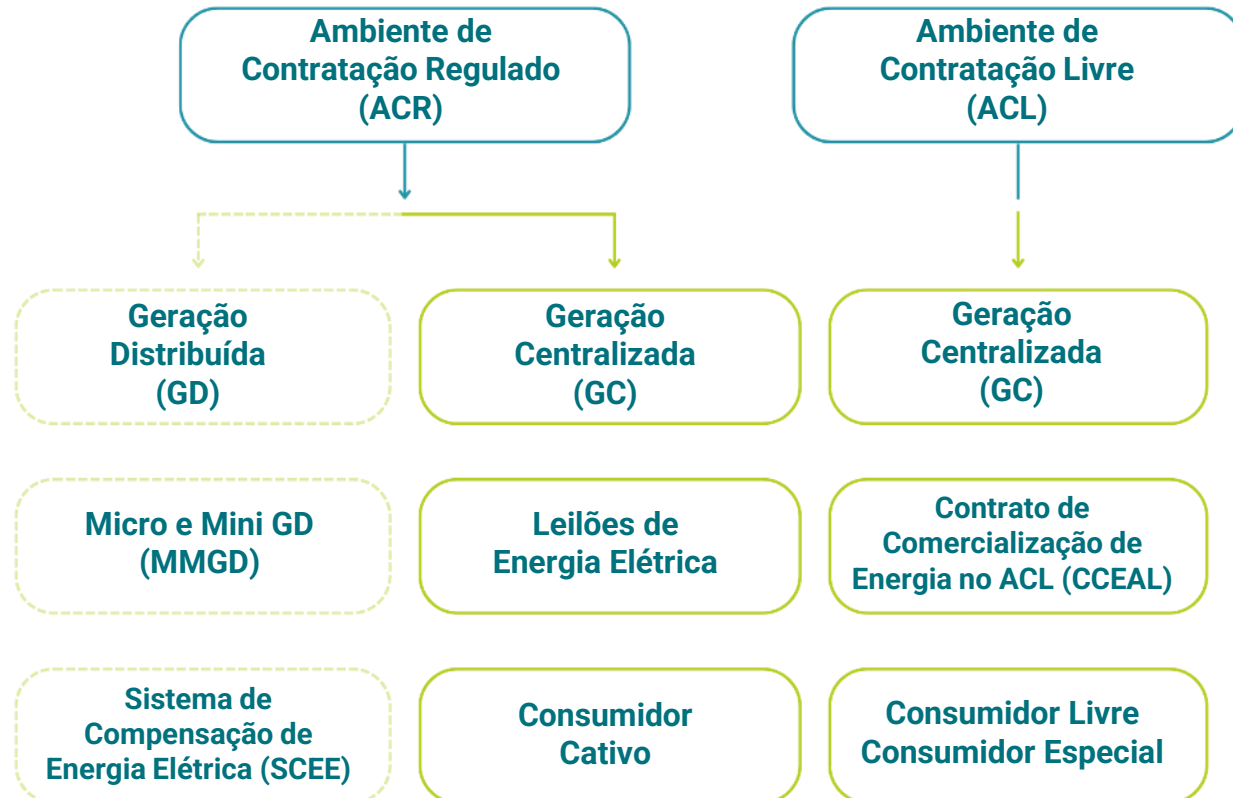 Ambiente de
Contratação Regulado
(ACR)
Ambiente de
Contratação Livre
(ACL)
Geração
Distribuída
(GD)
Geração
Centralizada
(GC)
Geração
Centralizada
(GC)
Micro e Mini GD
(MMGD)
Leilões de
Energia Elétrica
Contrato de
Comercialização de
Energia no ACL (CCEAL)
Sistema de
Compensação de
Energia Elétrica (SCEE)
Consumidor
Cativo
Consumidor Livre
Consumidor Especial